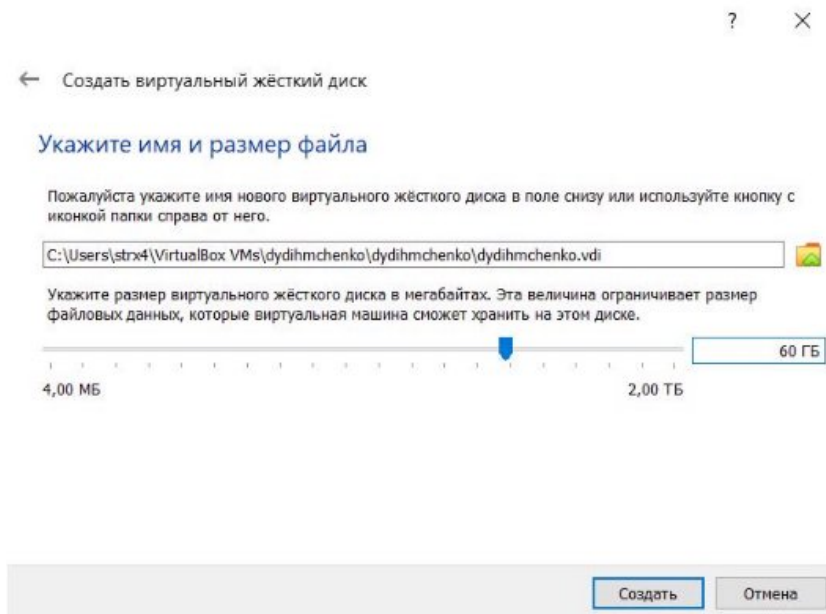 ?
Создать виртуальный жёсткий диск
Укажите имя и размер файла
Пожалуйста укажите имя нового виртуального жёсткого диска в поле снизу или используйте кнопку с
иконкой папки справа от него.
C:\Users\strx4\VirtualBox VMs\dydihmchenko\dydihmchenko\dydihmchenko.vdi
Укажите размер виртуального жёсткого диска в мегабайтах. Эта величина ограничивает размер
файловых данных, которые виртуальная машина сможет хранить на этом диске.
60 ГБ
4,00 МБ 2,00 ТБ
Создать Отмена